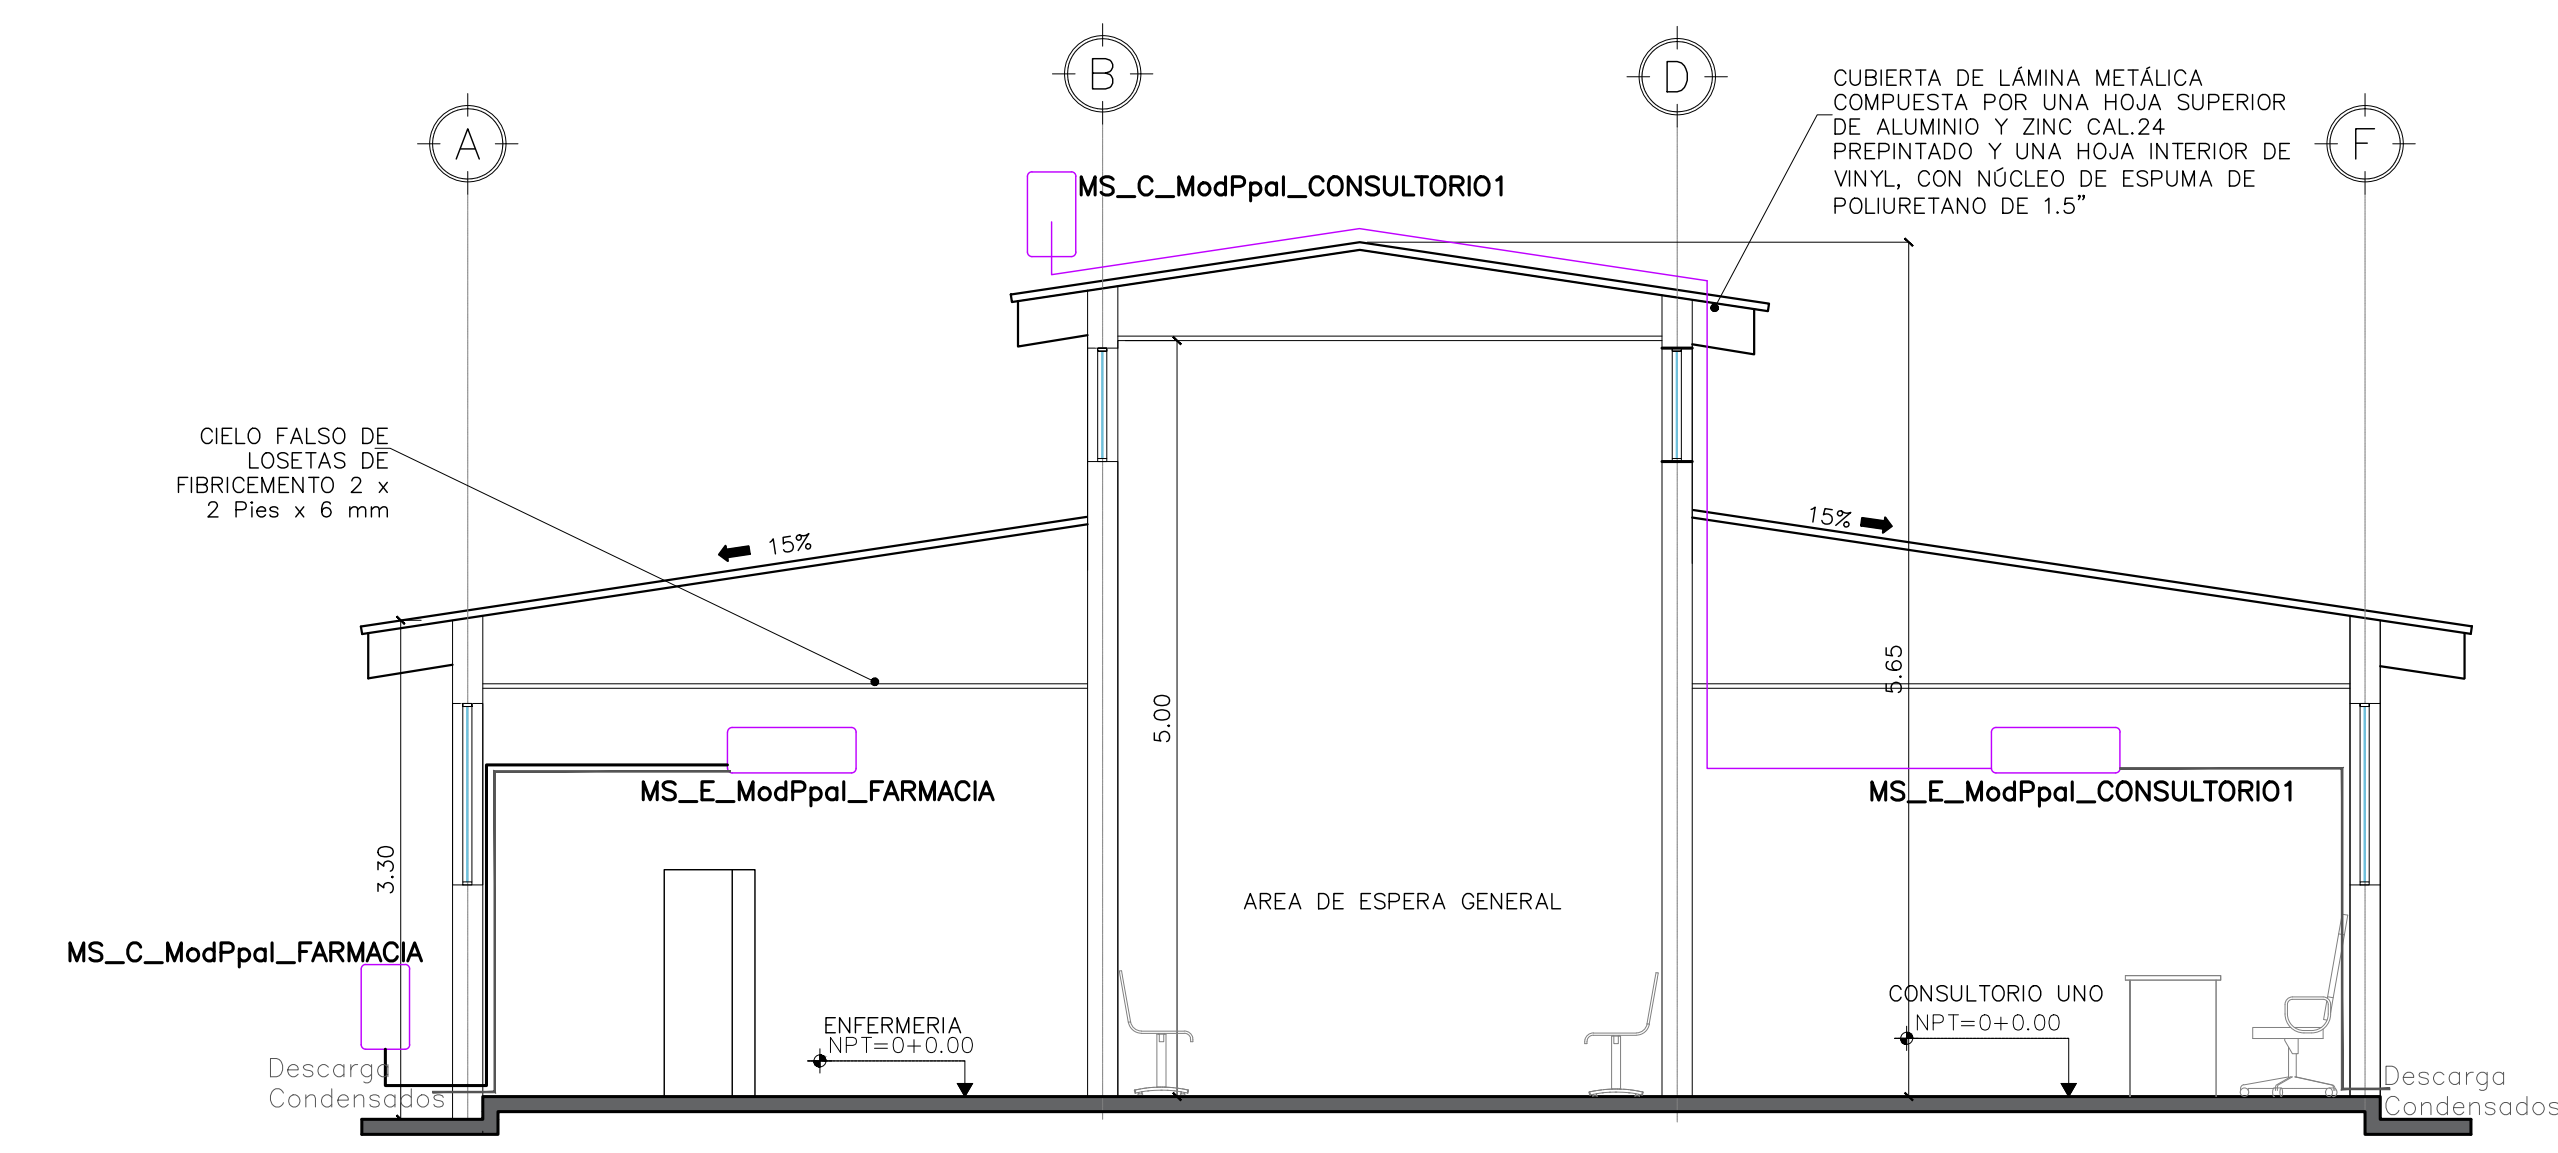 A
B
D
F
CUBIERTA DE LÁMINA METÁLICA
COMPUESTA POR UNA HOJA SUPERIOR
DE ALUMINIO Y ZINC CAL.24
PREPINTADO Y UNA HOJA INTERIOR DE
VINYL, CON NÚCLEO DE ESPUMA DE
POLIURETANO DE 1.5”
MS_C_ModPpal_CONSULTORIO1
CIELO FALSO DE
LOSETAS DE
FIBRICEMENTO 2 x
2 Pies x 6 mm
15%
15%
5.65
5.00
3.30
MS_E_ModPpal_FARMACIA
MS_E_ModPpal_CONSULTORIO1
AREA DE ESPERA GENERAL
MS_C_ModPpal_FARMACIA
ENFERMERIA
NPT=0+0.00
CONSULTORIO UNO
NPT=0+0.00
Descarga
Condensados
Descarga
Condensados